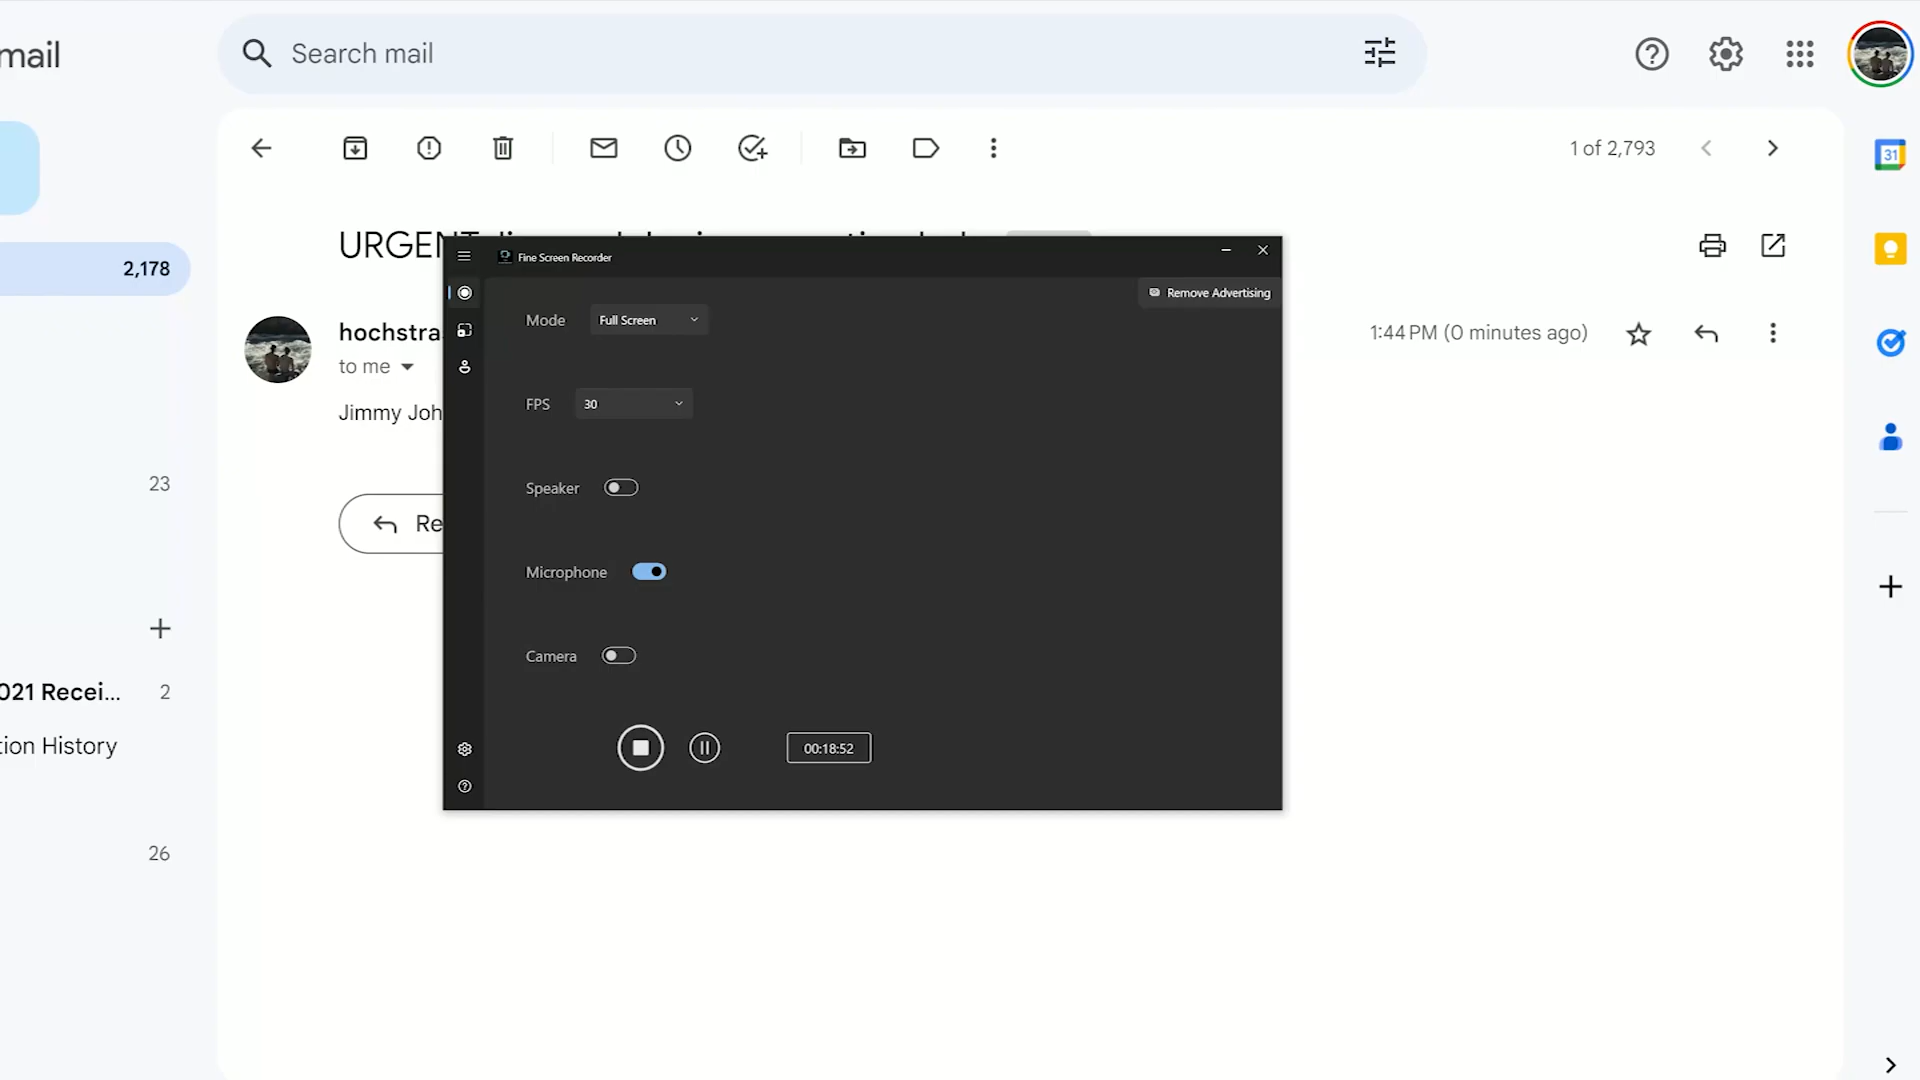 mail
Search mail
1 of 2,793
URGENT
2,178
Fine Screen Recorder
Remove Advertising
hochstra
1:44 PM (0 minutes ago)
to me
Jimmy Joh
Mode Full Screen
FPS 30
Speaker
23
Re
Microphone
Camera
021 Recei... 2
tion History
00:18:52
26
31